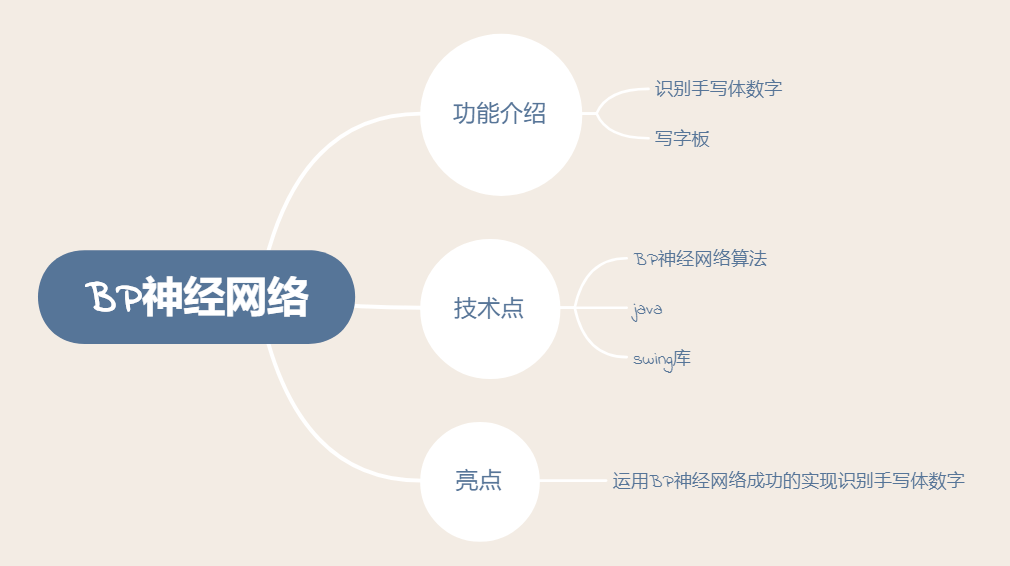 BP神经网络
功能介绍
识别手写体数字
写字板
技术点
BP神经网络算法
java
swing库
亮点
运用BP神经网络成功的实现识别手写体数字